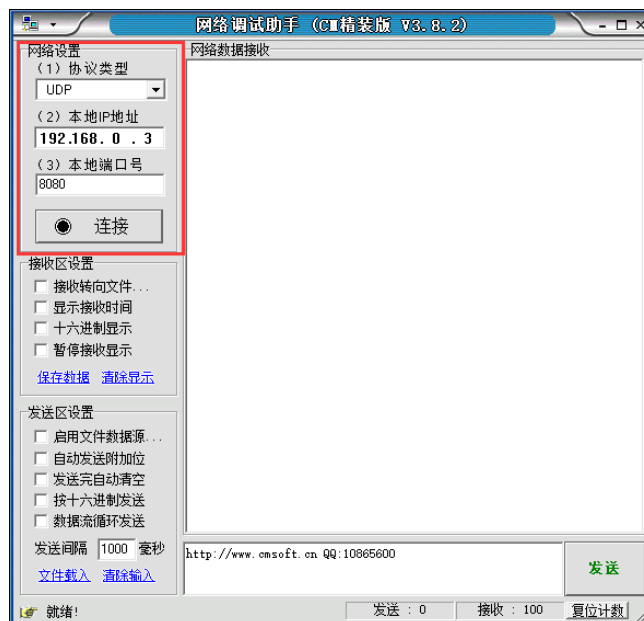 网络调试助手 (CM精装版 V3.8.2)
网络设置
(1) 协议类型
UDP
(2) 本地IP地址
192.168. 0 . 3
(3) 本地端口号
8080
连接
接收区设置
接收转向文件...
显示接收时间
十六进制显示
暂停接收显示
保存数据 清除显示
发送区设置
启用文件数据源...
自动发送附加位
发送完自动清空
按十六进制发送
数据流循环发送
发送间隔 1000 毫秒
文件载入 清除输入
网络数据接收
http://www.cmsoft.cn QQ:10865600
发送
就绪!
发送 : 0
接收 : 100
复位计数